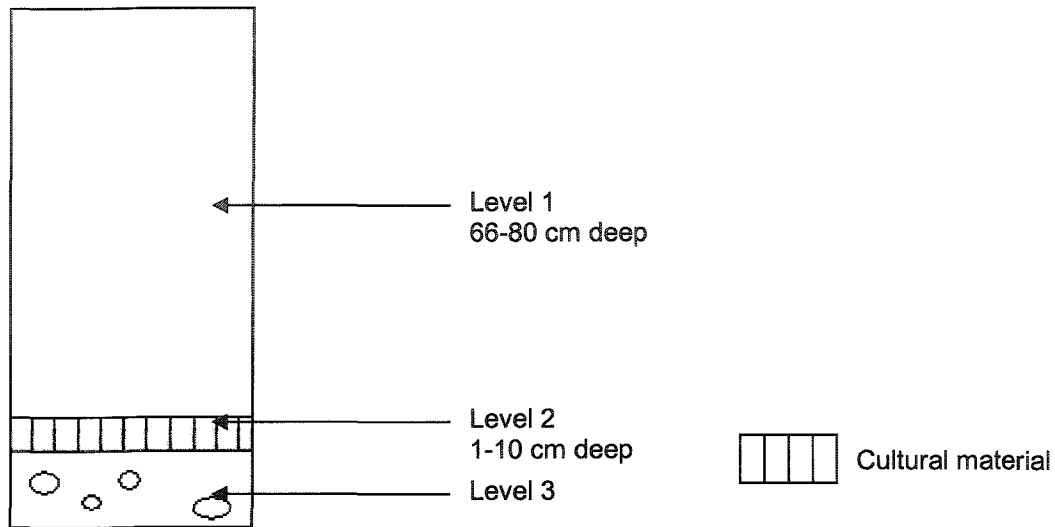 Level 1
66-80 cm deep
Level 2
1-10 cm deep
Cultural material
Level 3